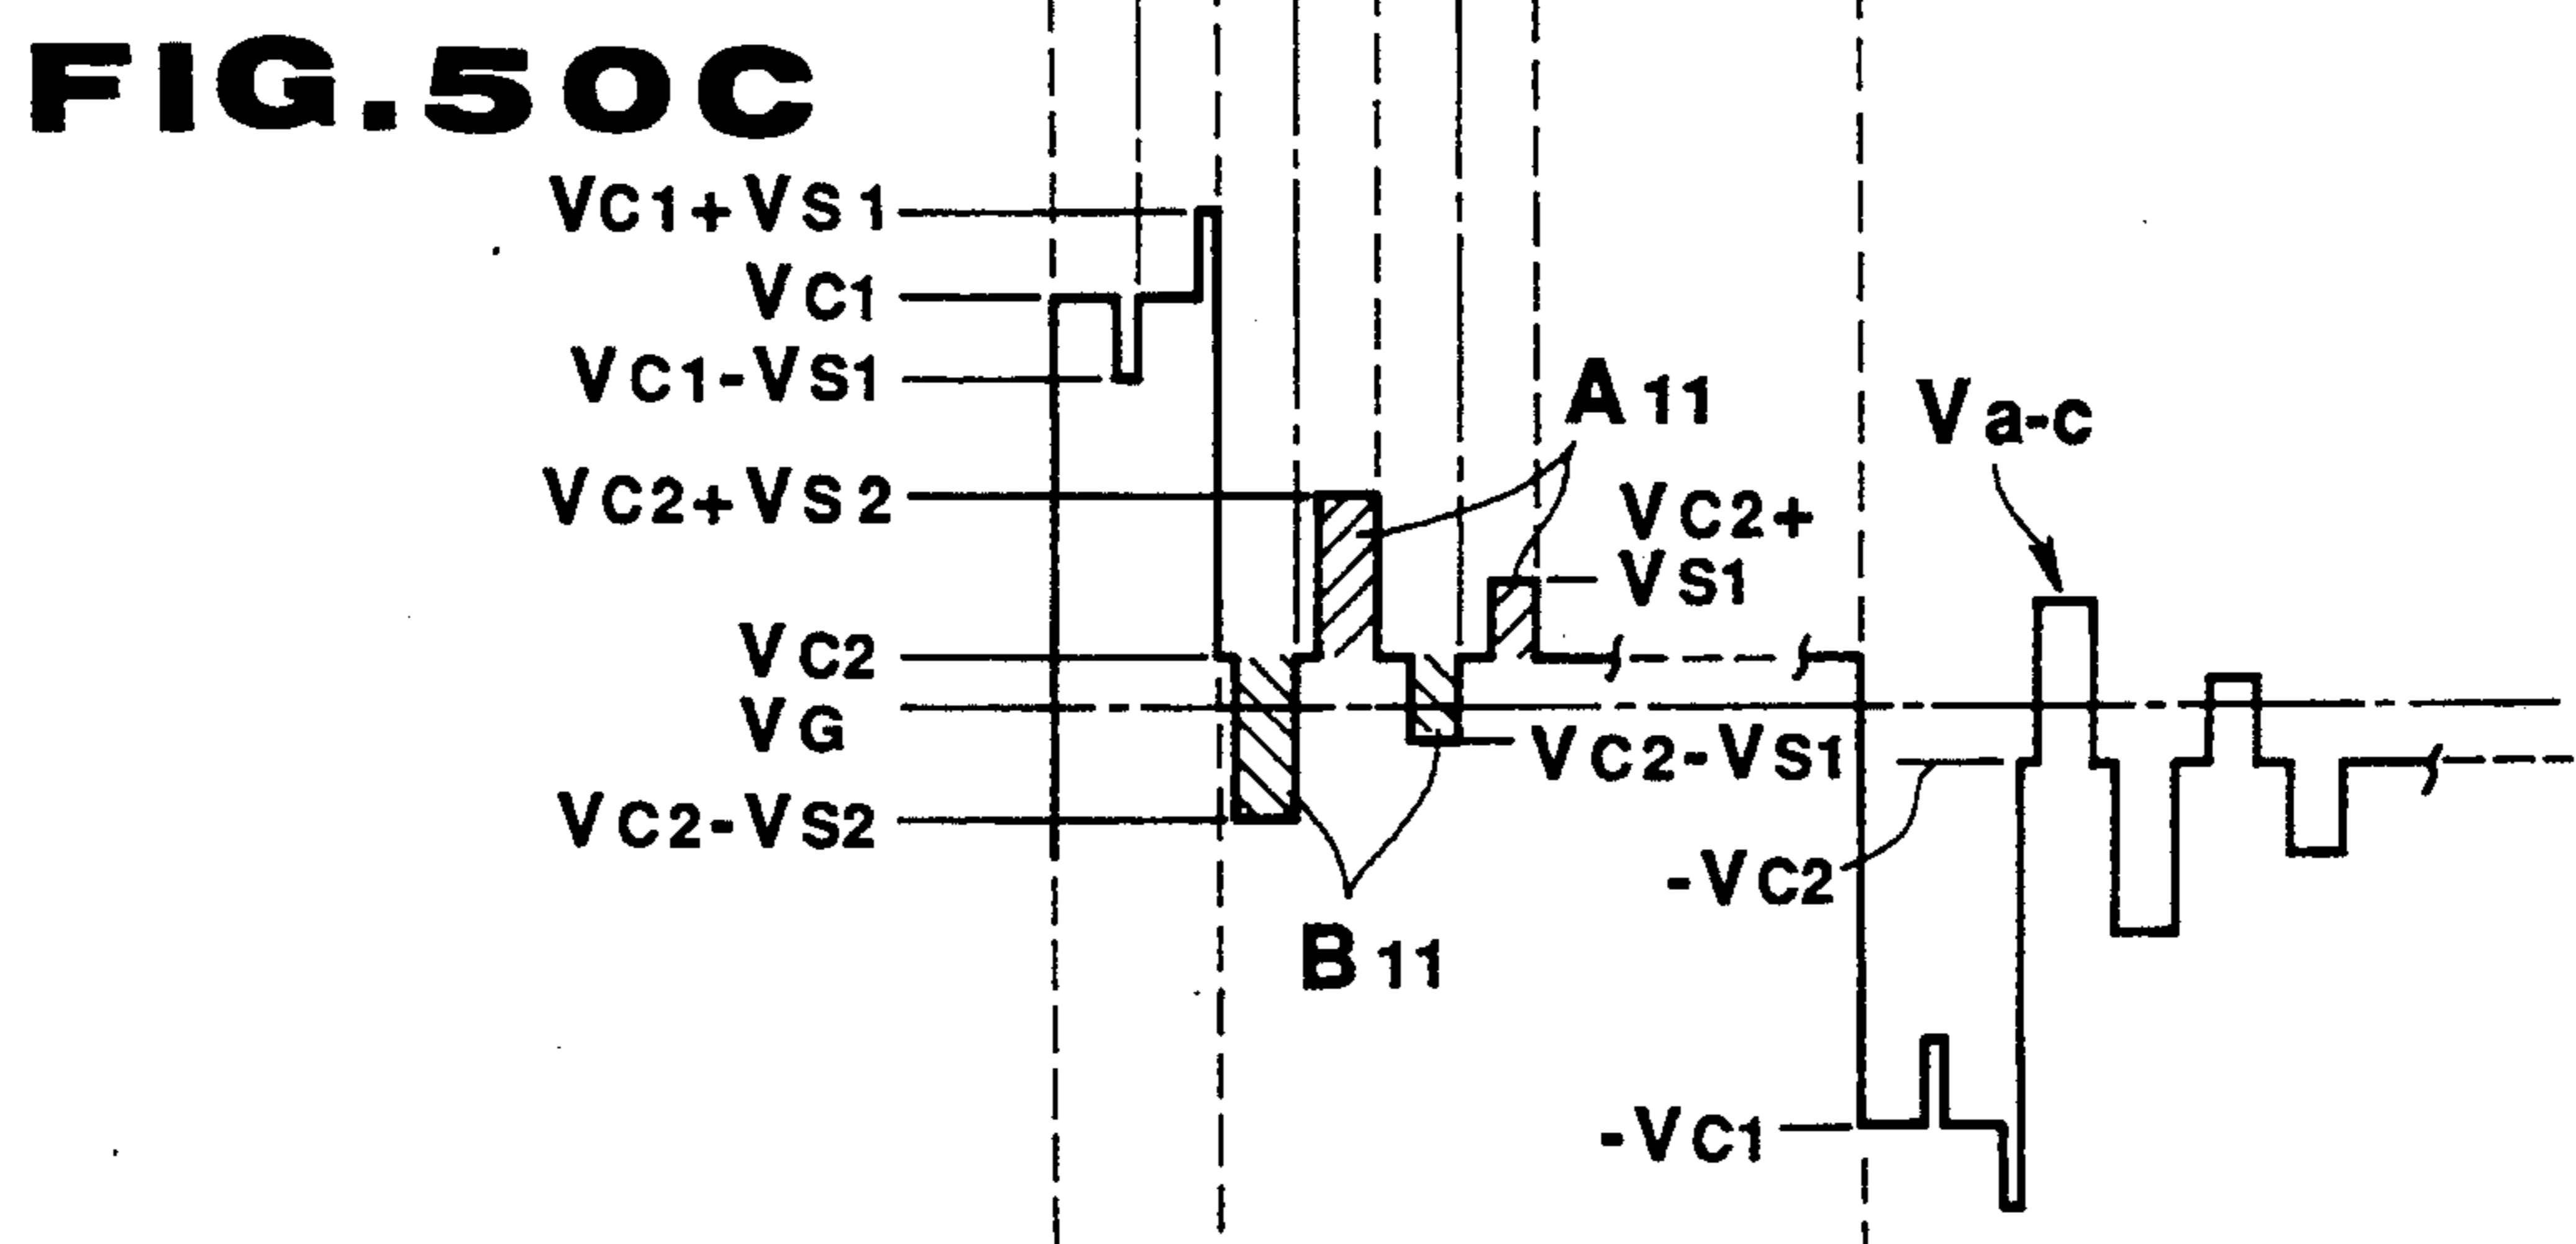 FIG.50C
VC1+VS1
VC1
VC1-VS1
A11
Va-c
VC2+VS2
VC2+
VS1
VC2
VG
VC2-VS1
VC2-VS2
-VC2
B11
-VC1